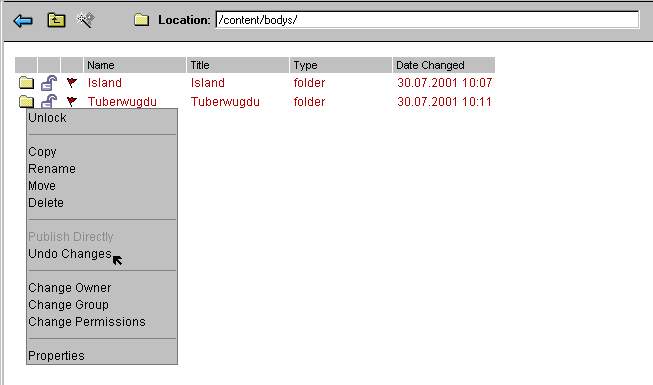 Location: /content/bodys/
Name Title Type Date Changed
Island Island folder 30.07.2001 10:07
Tuberwugdu Tuberwugdu folder 30.07.2001 10:11
Unlock
Copy
Rename
Move
Delete
Publish Directly
Undo Changes
Change Owner
Change Group
Change Permissions
Properties